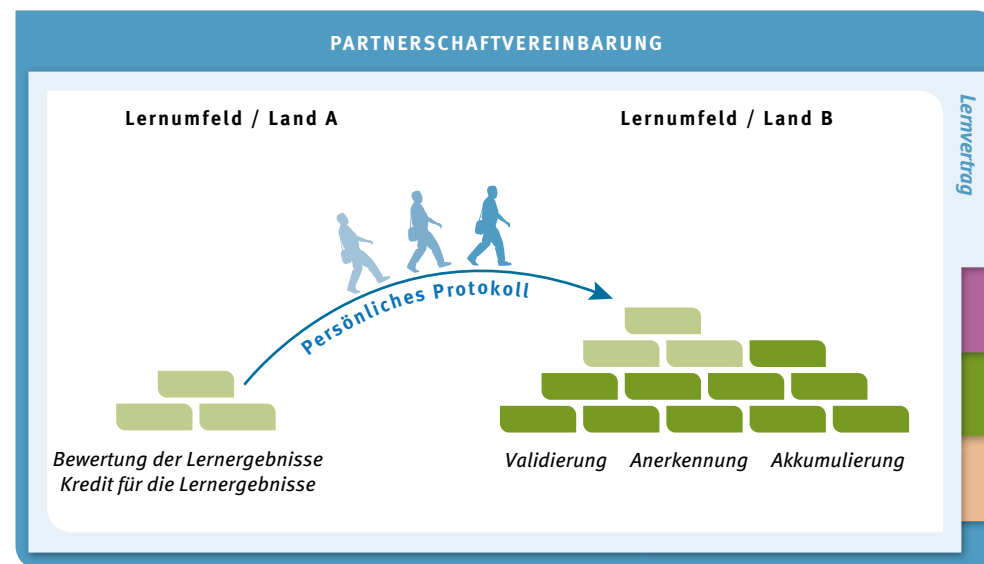 PARTNERSCHAFTVEREINBARUNG
Lernvertrag
Lernumfeld / Land A
Lernumfeld / Land B
Persönliches Protokoll
Bewertung der Lernergebnisse
Kredit für die Lernergebnisse
Validierung Anerkennung Akkumulierung